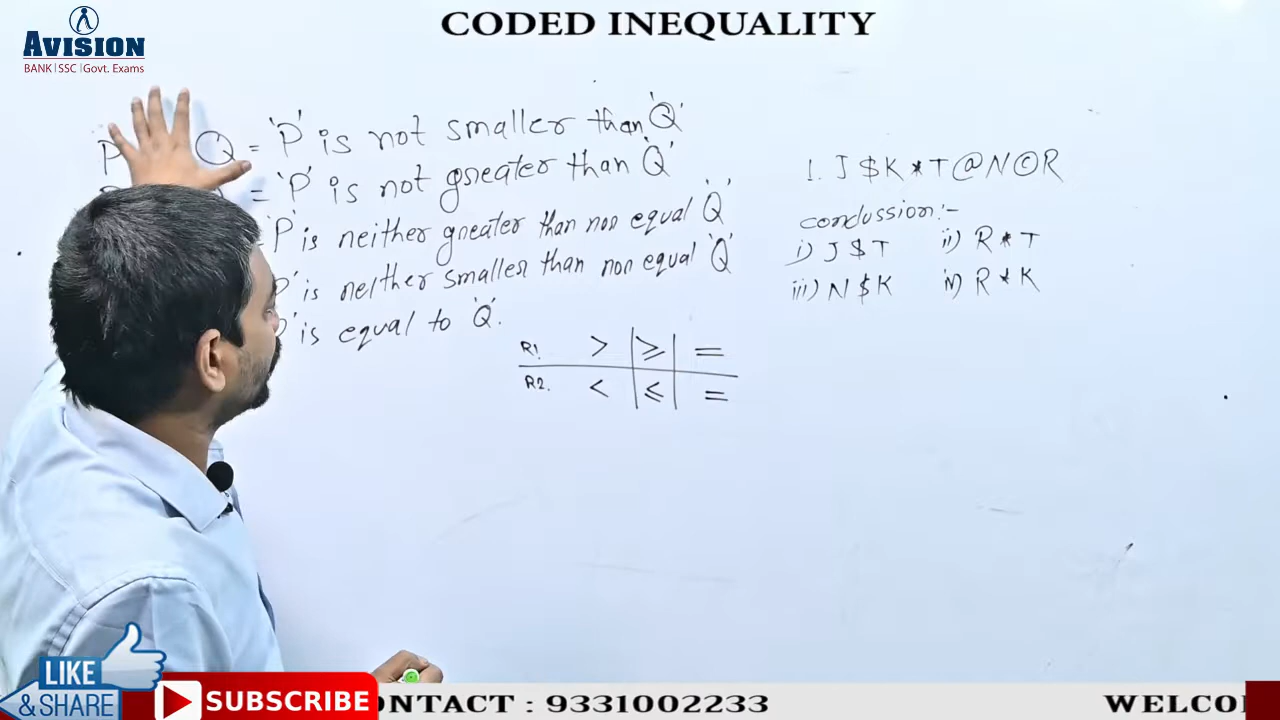 CODED INEQUALITY
AVISION
BANK|SSC|Govt. Exams
P Q = 'P' is not smaller than 'Q'
= 'P' is not greater than 'Q'
'P' is neither greater than nor equal 'Q'
P' is neither smaller than nor equal 'Q'
' is equal to 'Q'.
R1 > | ≥ | =
R2. < | ≤ | =
1. J $ K * T @ N © R
conclussion:-
i) J $ T ii) R * T
iii) N $ K iv) R * K
LIKE
& SHARE
SUBSCRIBE
ONTACT : 9331002233
WELCO